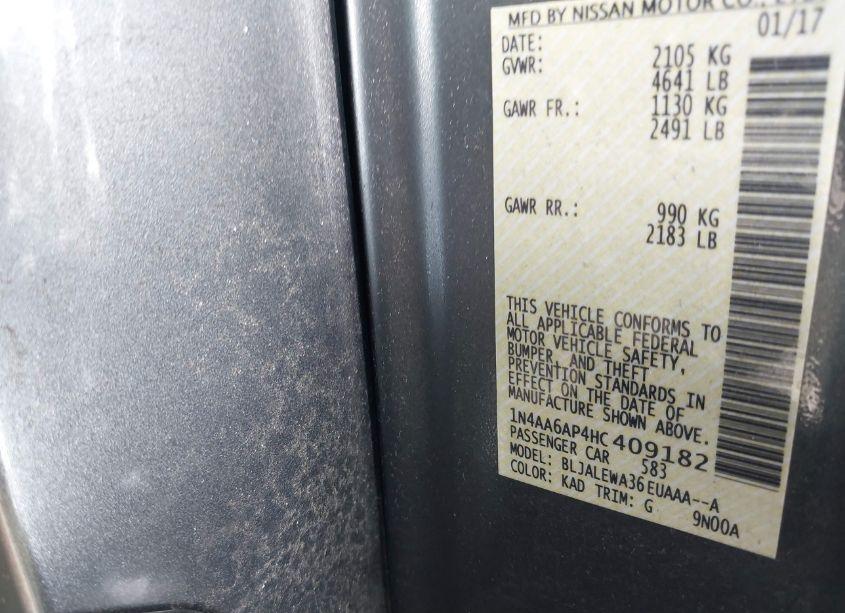 MFD BY NISSAN MOTOR CO., LTD
DATE: 01/17
GVWR: 2105 KG
4641 LB
GAWR FR.: 1130 KG
2491 LB
GAWR RR.: 990 KG
2183 LB
THIS VEHICLE CONFORMS TO
ALL APPLICABLE FEDERAL
MOTOR VEHICLE SAFETY,
BUMPER, AND THEFT
PREVENTION STANDARDS IN
EFFECT ON THE DATE OF
MANUFACTURE SHOWN ABOVE.
1N4AA6AP4HC409182
PASSENGER CAR 583
MODEL: BLJALEWA36EUAAA--A
COLOR: KAD TRIM: G 9N00A